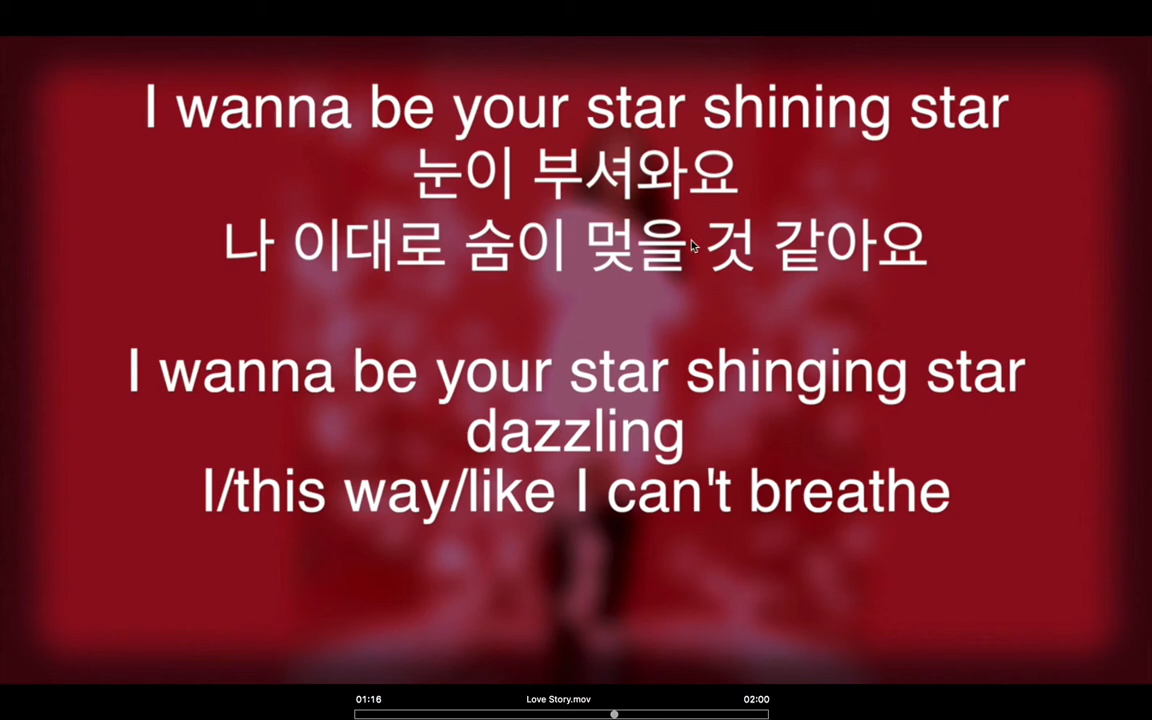 I wanna be your star shining star
눈이 부셔와요
나 이대로 숨이 멎을 것 같아요
I wanna be your star shinging star
dazzling
I/this way/like I can't breathe
01:16 Love Story.mov 02:00